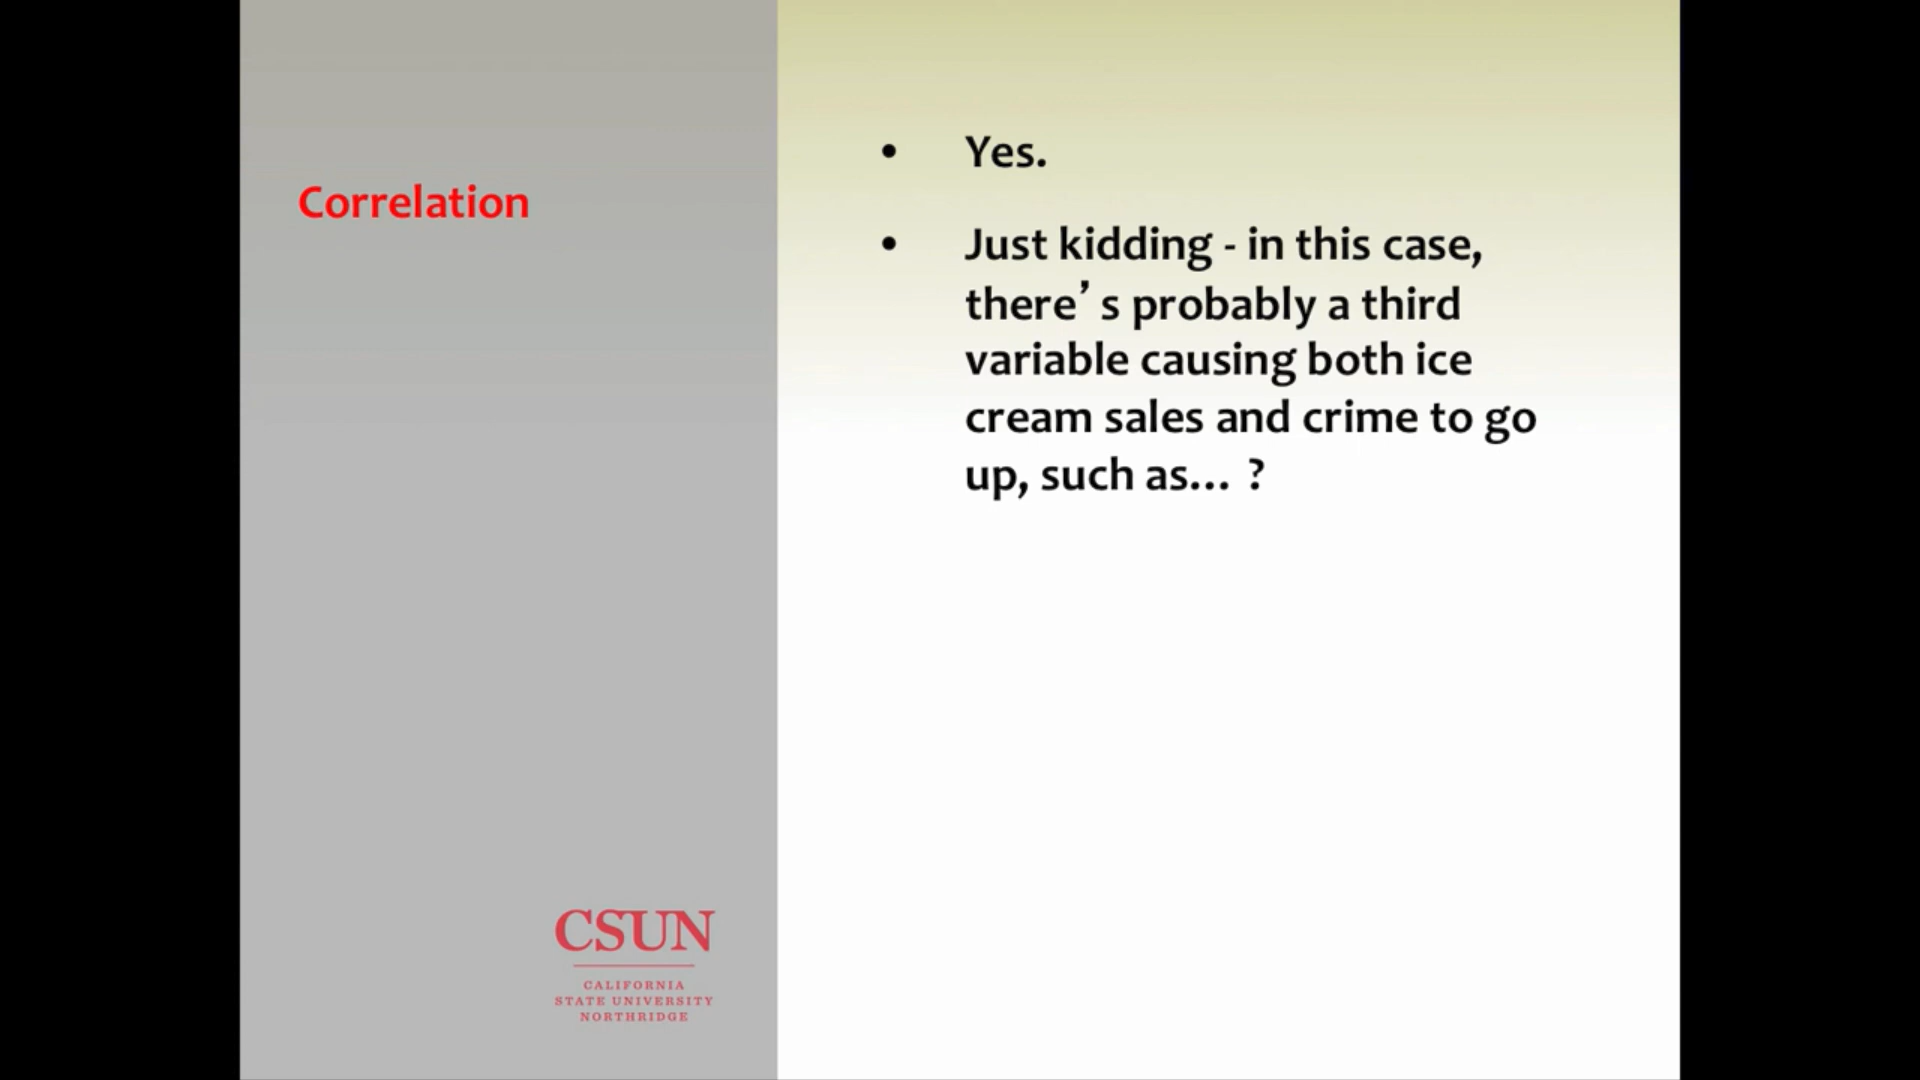 Correlation
• Yes.
• Just kidding - in this case,
there’s probably a third
variable causing both ice
cream sales and crime to go
up, such as... ?
CSUN
CALIFORNIA
STATE UNIVERSITY
NORTHRIDGE